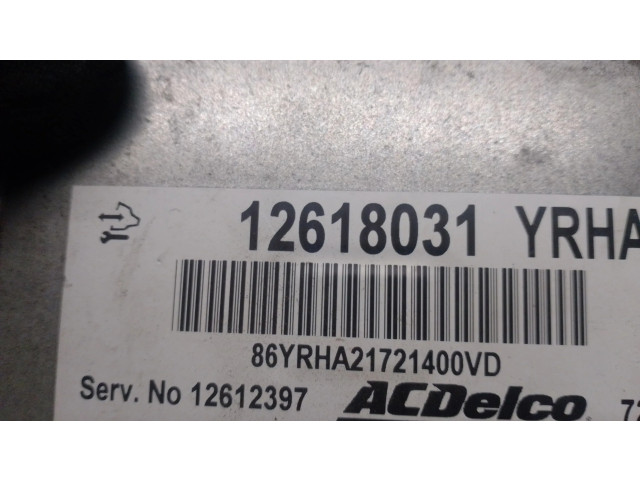 12618031 YRHA
86YRHA21721400VD
Serv. No 12612397 ACDelco